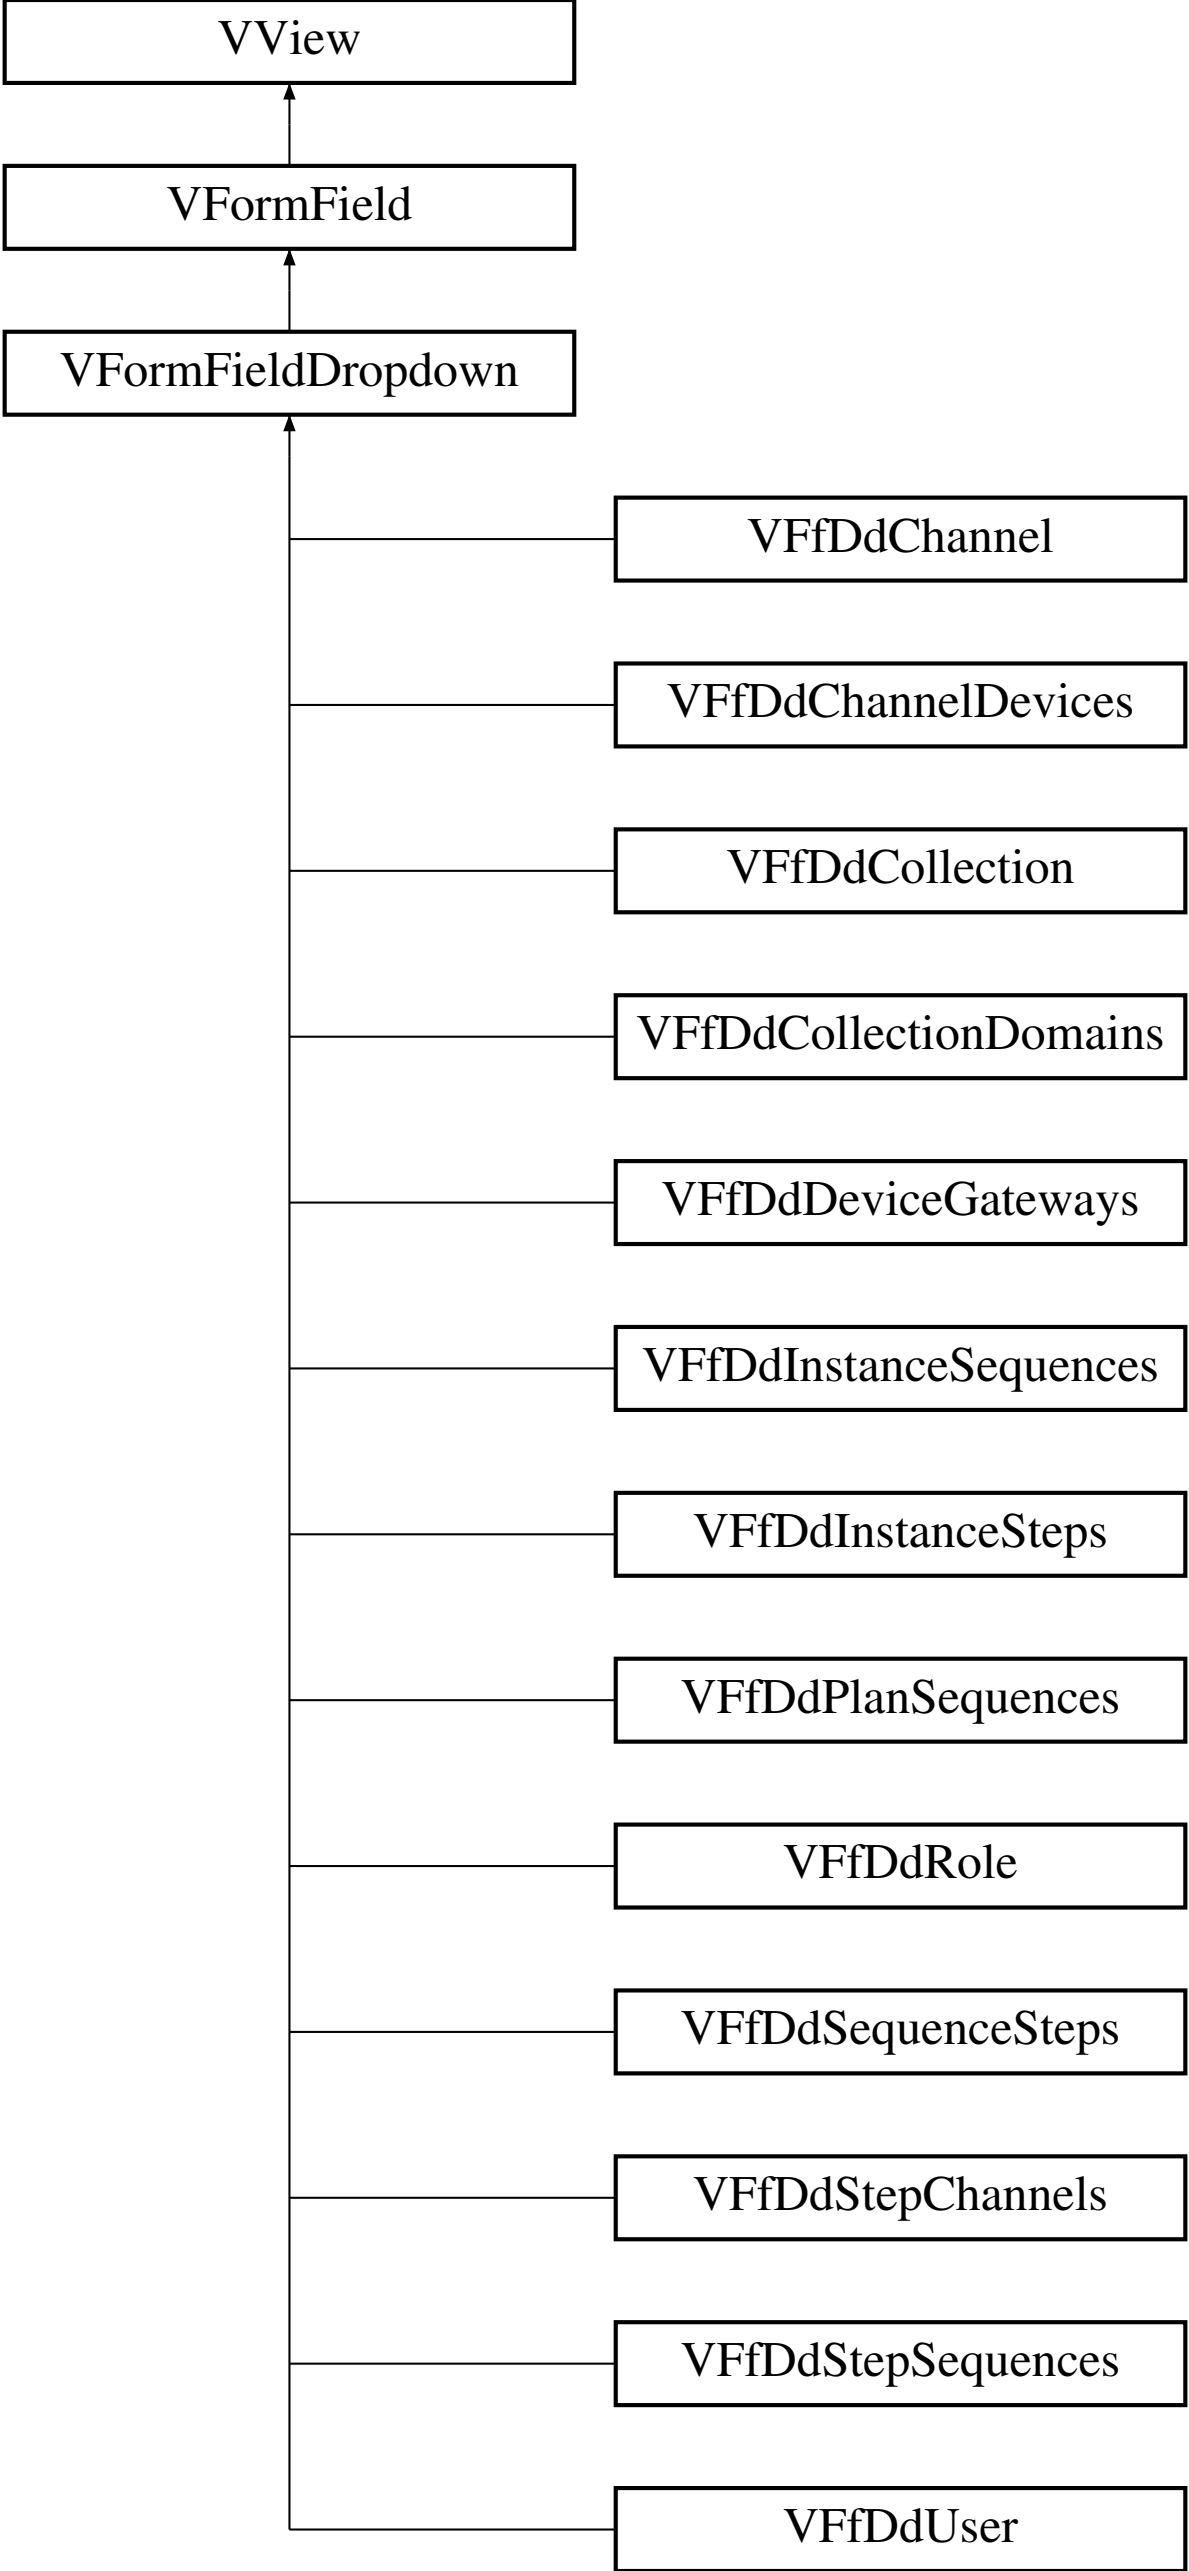 VView
VFormField
VFormFieldDropdown
VFfDdChannel
VFfDdChannelDevices
VFfDdCollection
VFfDdCollectionDomains
VFfDdDeviceGateways
VFfDdInstanceSequences
VFfDdInstanceSteps
VFfDdPlanSequences
VFfDdRole
VFfDdSequenceSteps
VFfDdStepChannels
VFfDdStepSequences
VFfDdUser